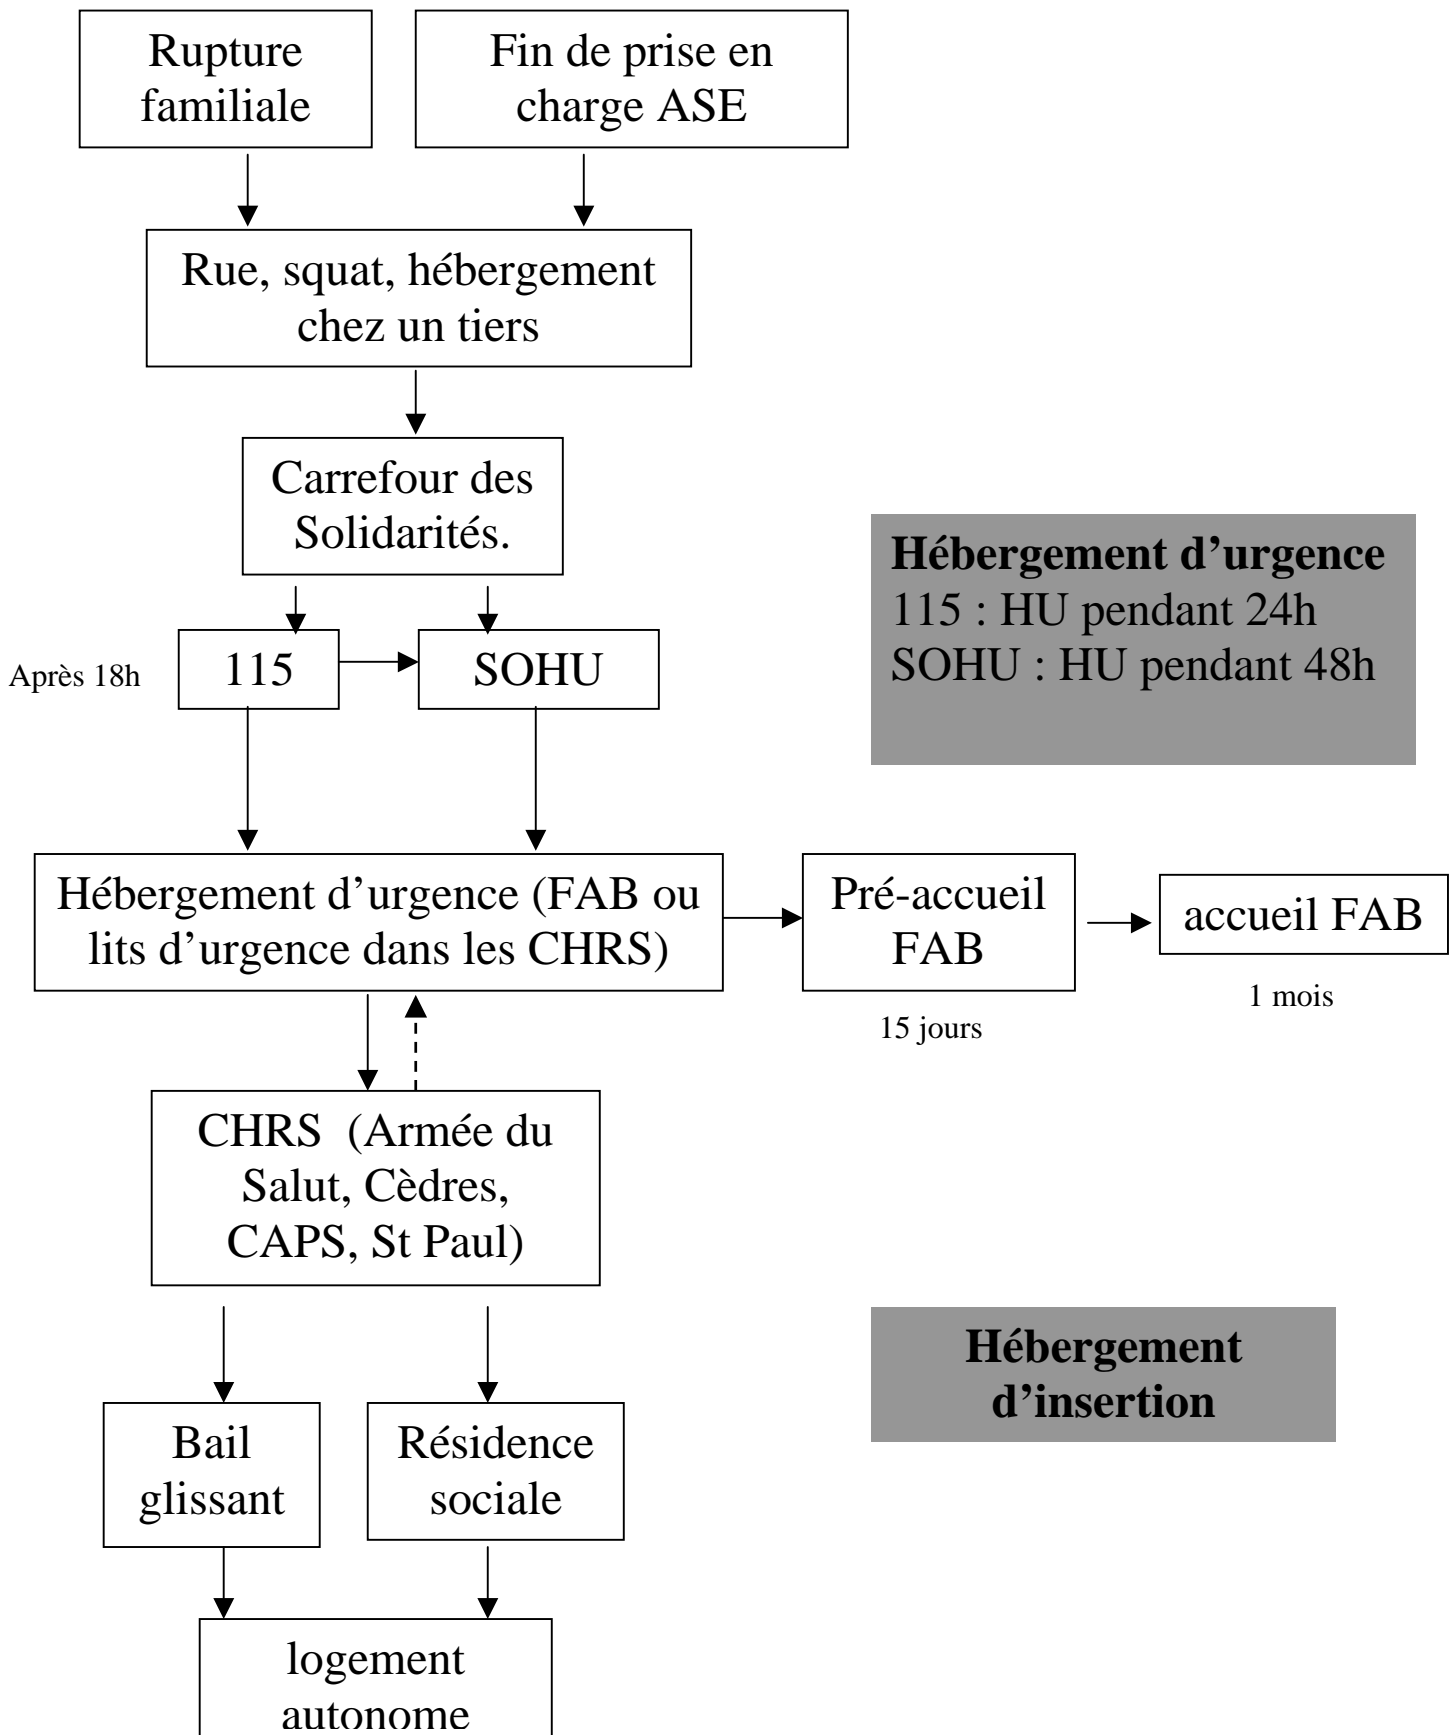 Rupture
familiale
Fin de prise en
charge ASE
Rue, squat, hébergement
chez un tiers
Carrefour des
Solidarités.
Hébergement d’urgence
115 : HU pendant 24h
SOHU : HU pendant 48h
Après 18h
115
SOHU
Hébergement d’urgence (FAB ou
lits d’urgence dans les CHRS)
Pré-accueil
FAB
15 jours
accueil FAB
1 mois
CHRS (Armée du
Salut, Cèdres,
CAPS, St Paul)
Hébergement
d’insertion
Bail
glissant
Résidence
sociale
logement
autonome